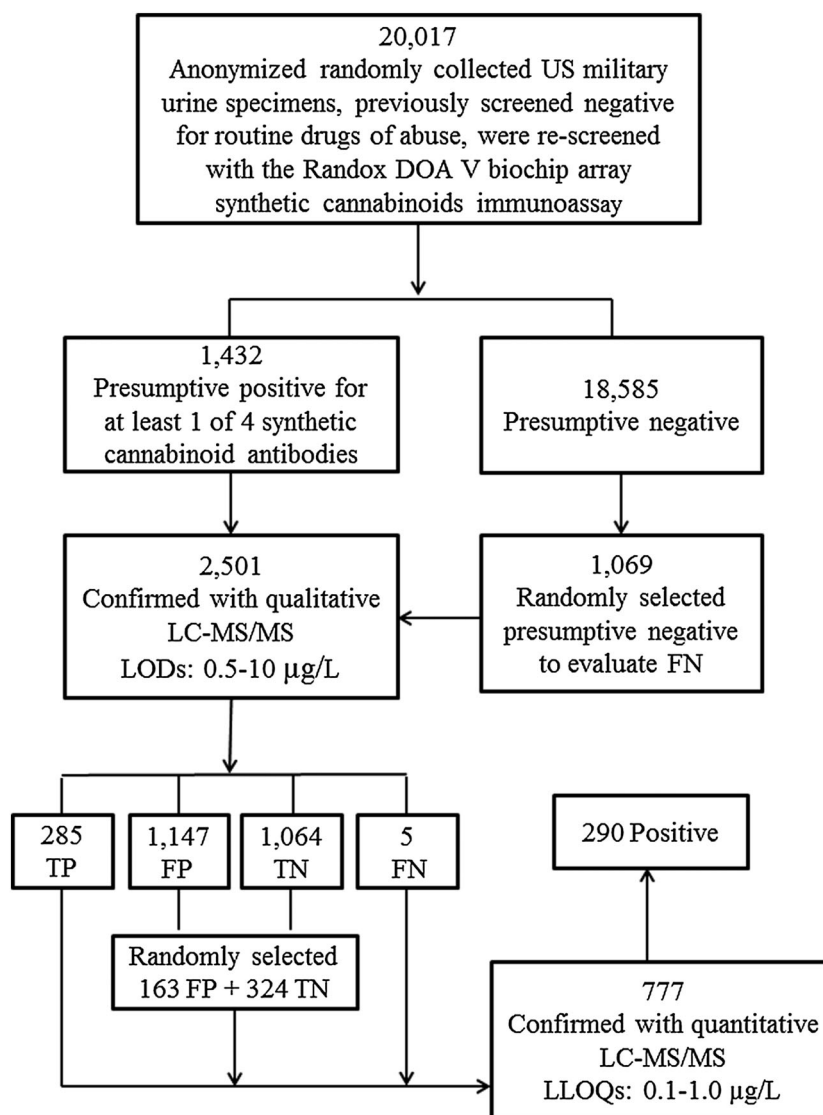 20,017
Anonymized randomly collected US military
urine specimens, previously screened negative
for routine drugs of abuse, were re-screened
with the Randox DOA V biochip array
synthetic cannabinoids immunoassay
1,432
Presumptive positive for
at least 1 of 4 synthetic
cannabinoid antibodies
18,585
Presumptive negative
2,501
Confirmed with qualitative
LC-MS/MS
LODs: 0.5-10 µg/L
1,069
Randomly selected
presumptive negative
to evaluate FN
285
TP
1,147
FP
1,064
TN
5
FN
290 Positive
Randomly selected
163 FP + 324 TN
777
Confirmed with quantitative
LC-MS/MS
LLOQs: 0.1-1.0 µg/L